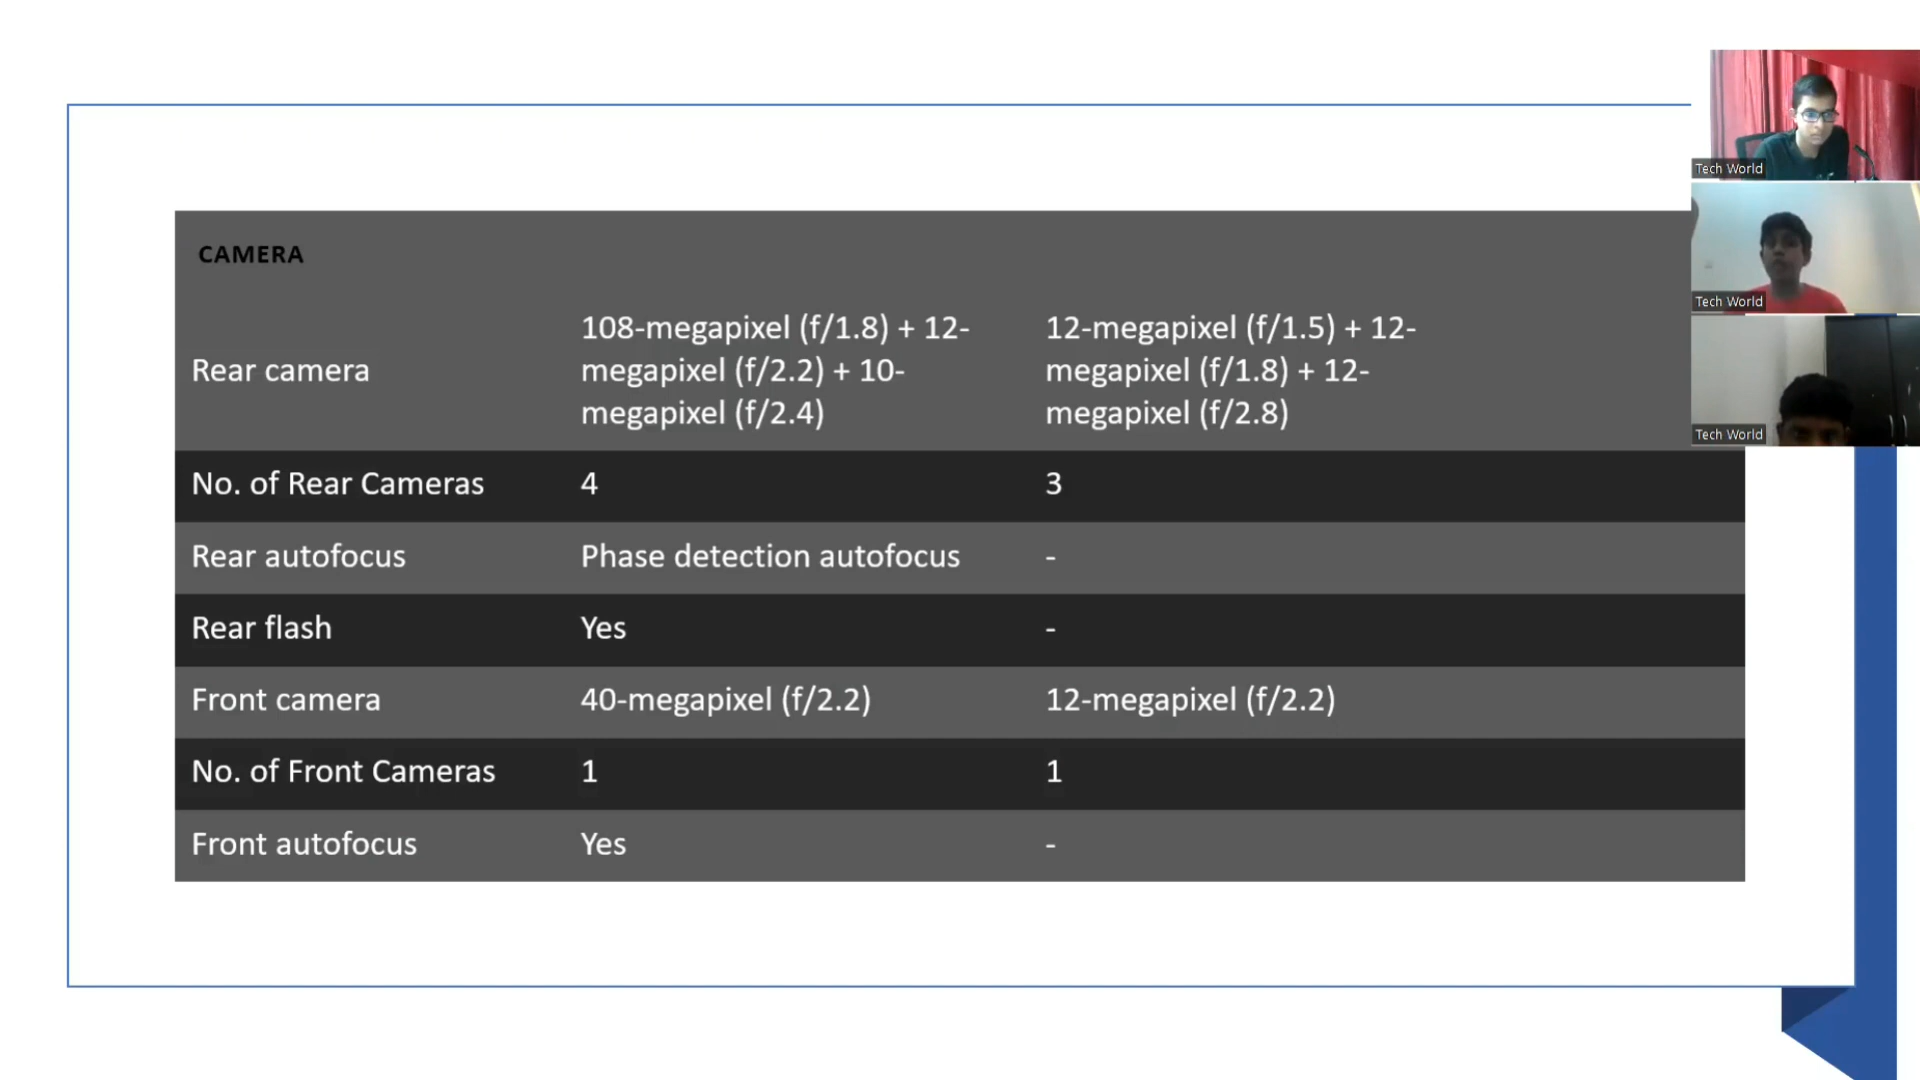 CAMERA
Rear camera
108-megapixel (f/1.8) + 12-
megapixel (f/2.2) + 10-
megapixel (f/2.4)
12-megapixel (f/1.5) + 12-
megapixel (f/1.8) + 12-
megapixel (f/2.8)
No. of Rear Cameras 4 3
Rear autofocus Phase detection autofocus -
Rear flash Yes -
Front camera 40-megapixel (f/2.2) 12-megapixel (f/2.2)
No. of Front Cameras 1 1
Front autofocus Yes -
Tech World
Tech World
Tech World